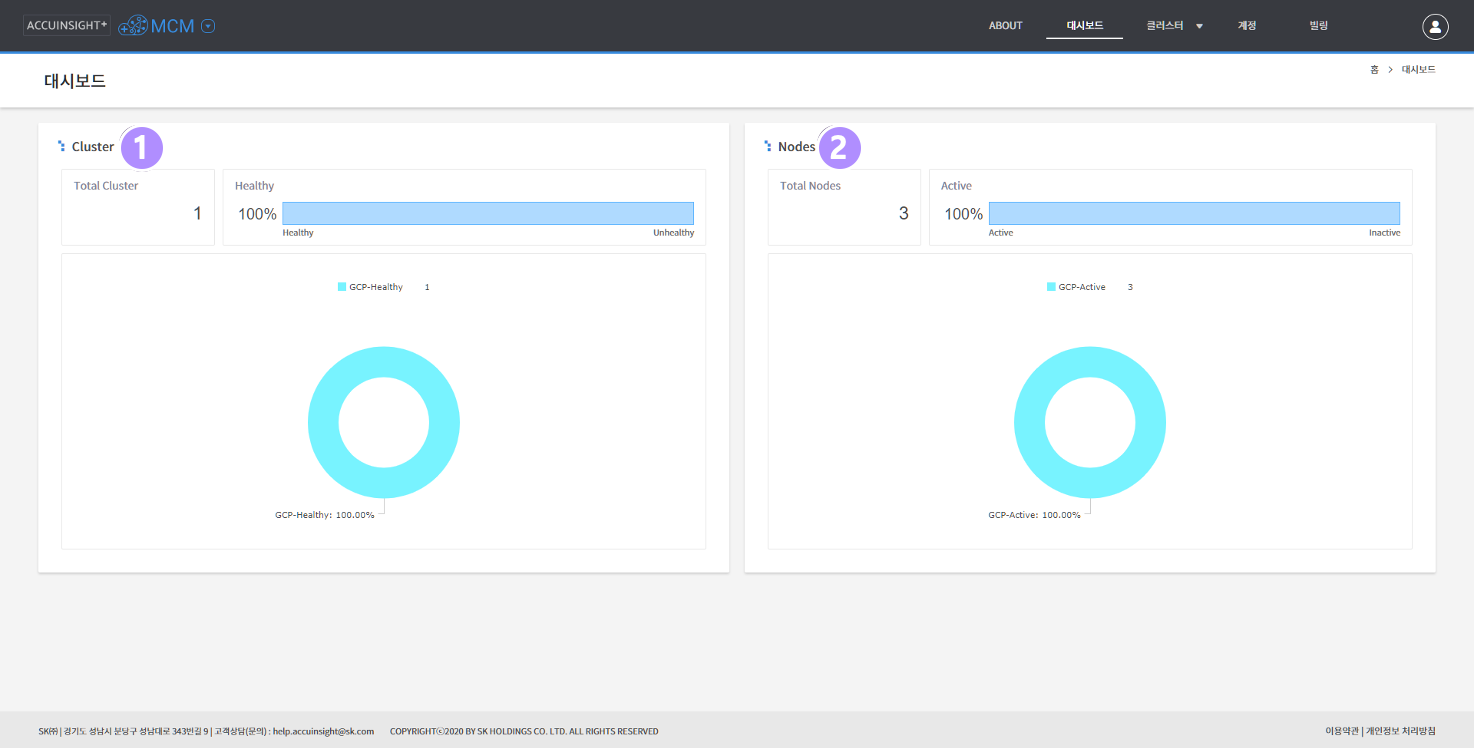 ACCUINSIGHT+ MCM ABOUT 대시보드 클러스터 계정 빌링
대시보드
홈 > 대시보드
Cluster 1
Total Cluster
1
Healthy
100%
Healthy Unhealthy
GCP-Healthy 1
GCP-Healthy: 100.00%
Nodes 2
Total Nodes
3
Active
100%
Active Inactive
GCP-Active 3
GCP-Active: 100.00%
SK㈜ | 경기도 성남시 분당구 성남대로 343번길 9 | 고객상담(문의) : help.accuinsight@sk.com COPYRIGHTⓒ2020 BY SK HOLDINGS CO. LTD. ALL RIGHTS RESERVED 이용약관 | 개인정보 처리방침